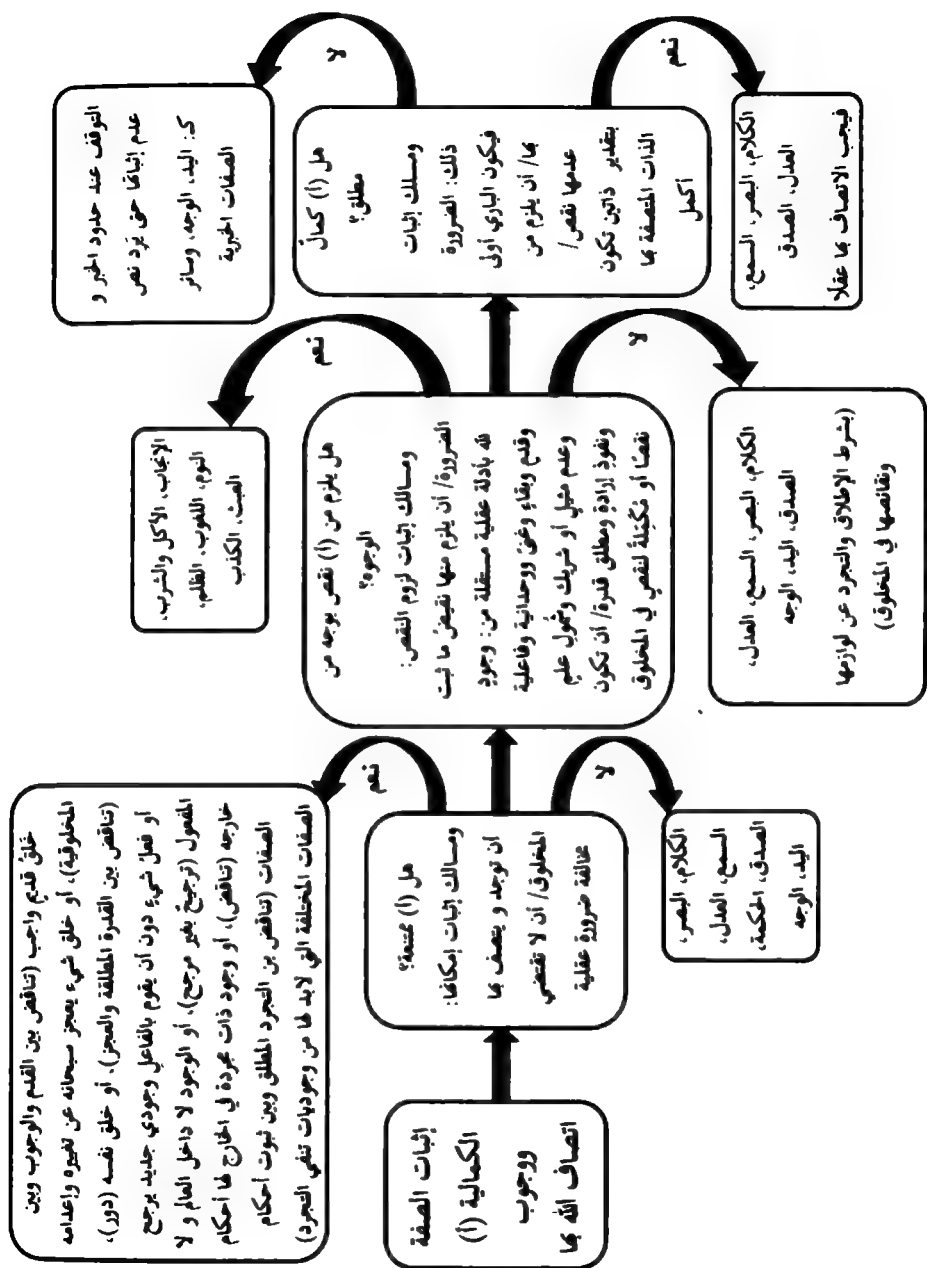 إثبات الصفة
الكمالية (أ)
ووجوب
اتصاف الله بها
هل (أ) ممتنعة؟
ومسالك إثبات إمكانها:
أن توجد و يتصف بها
المخلوق/ أن لا تقتضي
مخالفة ضرورة عقلية
نعم
خلق قديم واجب (تناقض بين القدم والوجوب وبين
المخلوقية)، أو خلق شيء يعجز سبحانه عن تغييره وإعدامه
(تناقض بين القدرة المطلقة والعجز)، أو خلق نفسه (دور)،
أو فعل شيء دون أن يقوم بالفاعل وجودي جديد يرجح
المفعول (ترجيح بغير مرجح)، أو الوجود لا داخل العالم و لا
خارجه (تناقض)، أو وجود ذات مجردة في الخارج لها أحكام
الصفات (تناقض بن التجرد المطلق وبين ثبوت أحكام
الصفات المختلفة التي لابد لها من وجوديات تنفي التجرد)
لا
الكلام، البصر،
السمع، العدل،
الصدق، الحكمة،
اليد، الوجه
هل يلزم من (أ) نقص بوجه من
الوجوه؟
ومسالك إثبات لزوم النقص:
الضرورة/ أن يلزم منها نقيض ما ثبت
لله بأدلة عقلية مستقلة من: وجودٍ
وقدمٍ وبقاءٍ وغنىً ووحدانية وفاعلية
وعدم مثيل أو شريك وشمول علمٍ
ونفوذ إرادةٍ ومطلق قدرة/ أن تكون
نقصًا أو مُكمِّلةً لنقصٍ في المخلوق
نعم
الإنجاب، الأكل والشرب،
النوم، اللغوب، الظلم،
العبث، الكذب
لا
الكلام، البصر، السمع، العدل،
الصدق، اليد، الوجه
(بشرط الإطلاق والتجرد عن لوازمها
ونقائصها في المخلوق)
هل (أ) كمالٌ
مطلق؟
ومسلك إثبات
ذلك: الضرورة
فيكون الباري أولى
بها/ أن يلزم من
عدمها نقص/
بتقدير ذاتين تكون
الذات المتصفة بها
أكمل
لا
التوقف عند حدود الخبر و
عدم إثباتها حتى يرد نص
كـ: اليد، الوجه، وسائر
الصفات الخبرية
نعم
فيجب الاتصاف بها عقلا
العدل، الصدق
الكلام، البصر، السمع،